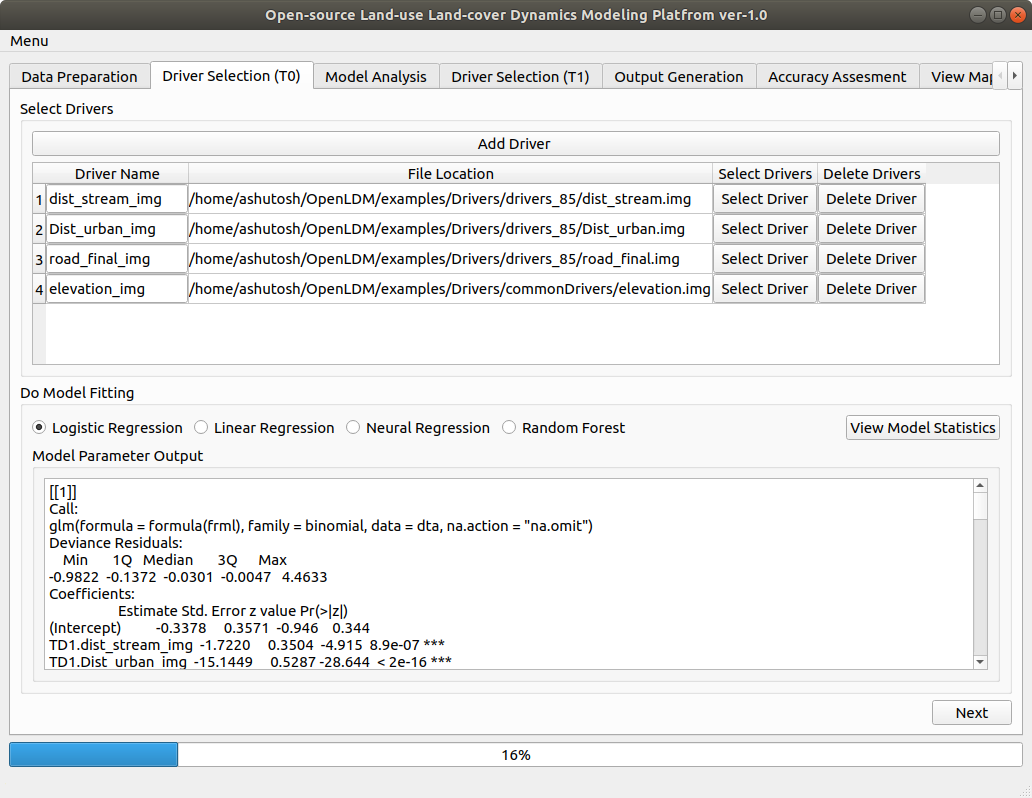 Open-source Land-use Land-cover Dynamics Modeling Platfrom ver-1.0
Menu
Data Preparation Driver Selection (T0) Model Analysis Driver Selection (T1) Output Generation Accuracy Assesment View Map
Select Drivers
Add Driver
Driver Name File Location Select Drivers Delete Drivers
1 dist_stream_img /home/ashutosh/OpenLDM/examples/Drivers/drivers_85/dist_stream.img Select Driver Delete Driver
2 Dist_urban_img /home/ashutosh/OpenLDM/examples/Drivers/drivers_85/Dist_urban.img Select Driver Delete Driver
3 road_final_img /home/ashutosh/OpenLDM/examples/Drivers/drivers_85/road_final.img Select Driver Delete Driver
4 elevation_img /home/ashutosh/OpenLDM/examples/Drivers/commonDrivers/elevation.img Select Driver Delete Driver
Do Model Fitting
Logistic Regression Linear Regression Neural Regression Random Forest View Model Statistics
Model Parameter Output
[[1]]
Call:
glm(formula = formula(frml), family = binomial, data = dta, na.action = "na.omit")
Deviance Residuals:
Min 1Q Median 3Q Max
-0.9822 -0.1372 -0.0301 -0.0047 4.4633
Coefficients:
Estimate Std. Error z value Pr(>|z|)
(Intercept) -0.3378 0.3571 -0.946 0.344
TD1.dist_stream_img -1.7220 0.3504 -4.915 8.9e-07 ***
TD1.Dist_urban_img -15.1449 0.5287 -28.644 < 2e-16 ***
Next
16%